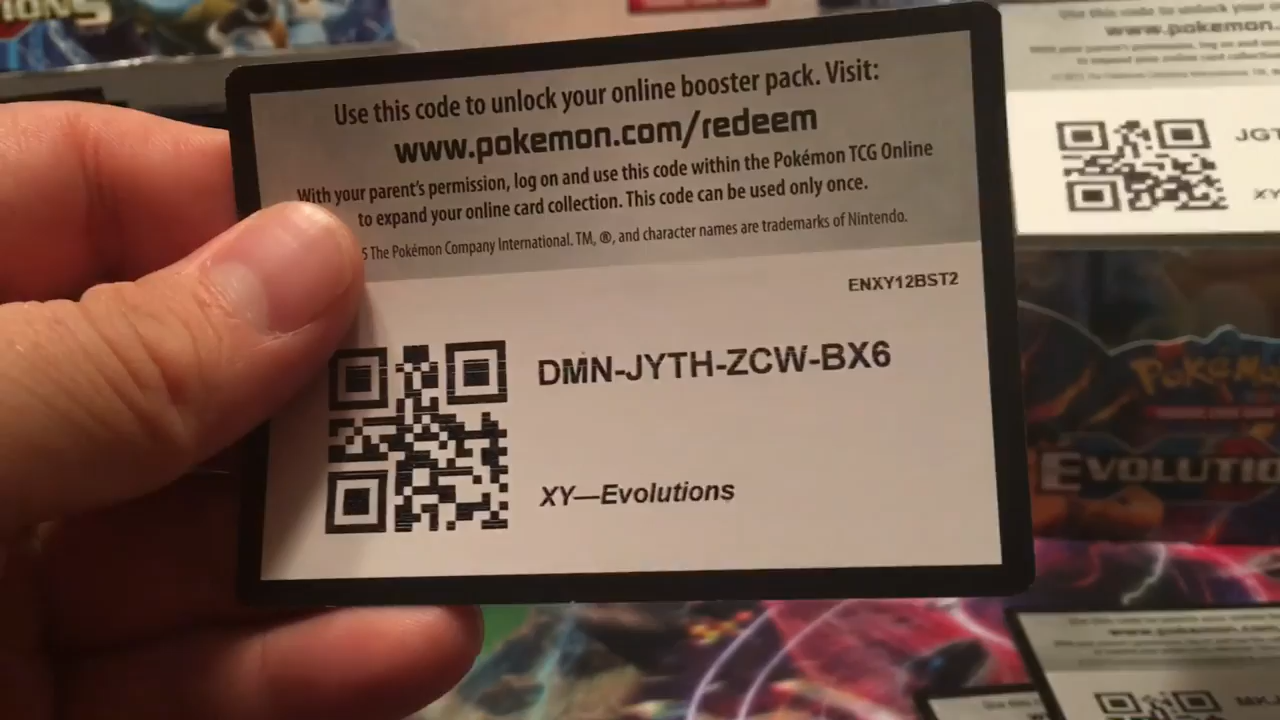 IONS
Use this code to unlock your online booster pack. Visit:
www.pokemon.com/redeem
With your parent's permission, log on and use this code within the Pokémon TCG Online
to expand your online card collection. This code can be used only once.
5 The Pokémon Company International. TM, ®, and character names are trademarks of Nintendo.
ENXY12BST2
DMN-JYTH-ZCW-BX6
XY—Evolutions
Use this code to unlock your
www.pokemon.
JGT
XY
Pokémo
EVOLUTIO